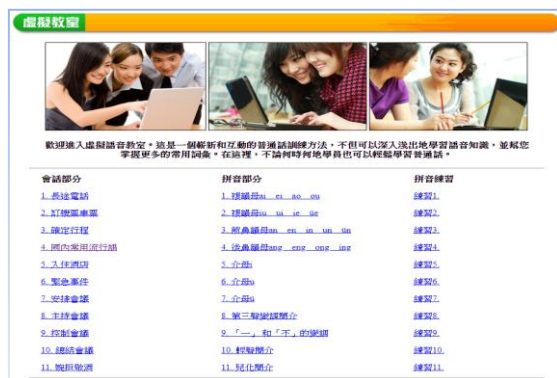 虛擬教室
歡迎進入虛擬語音教室。這是一個嶄新和互動的普通話訓練方法，不但可以深入淺出地學習語音知識，並幫您
掌握更多的常用詞彙。在這裡，不論何時何地學員也可以輕鬆學習普通話。
會話部分 拼音部分 拼音練習
1. 長途電話 1. 複韻母ai ei ao ou 練習1.
2. 訂機票車票 2. 複韻母iu ui ie üe 練習2.
3. 確定行程 3. 前鼻韻母an en in un ün 練習3.
4. 國內常用流行語 4. 後鼻韻母ang eng ong ing 練習4.
5. 入住酒店 5. 介母i 練習5.
6. 緊急事件 6. 介母u 練習6.
7. 安排會議 7. 介母ü 練習7.
8. 主持會議 8. 第三聲變調簡介 練習8.
9. 控制會議 9. 「一」和「不」的變調 練習9.
10. 總結會議 10. 輕聲簡介 練習10.
11. 婉拒敬酒 11. 兒化簡介 練習11.